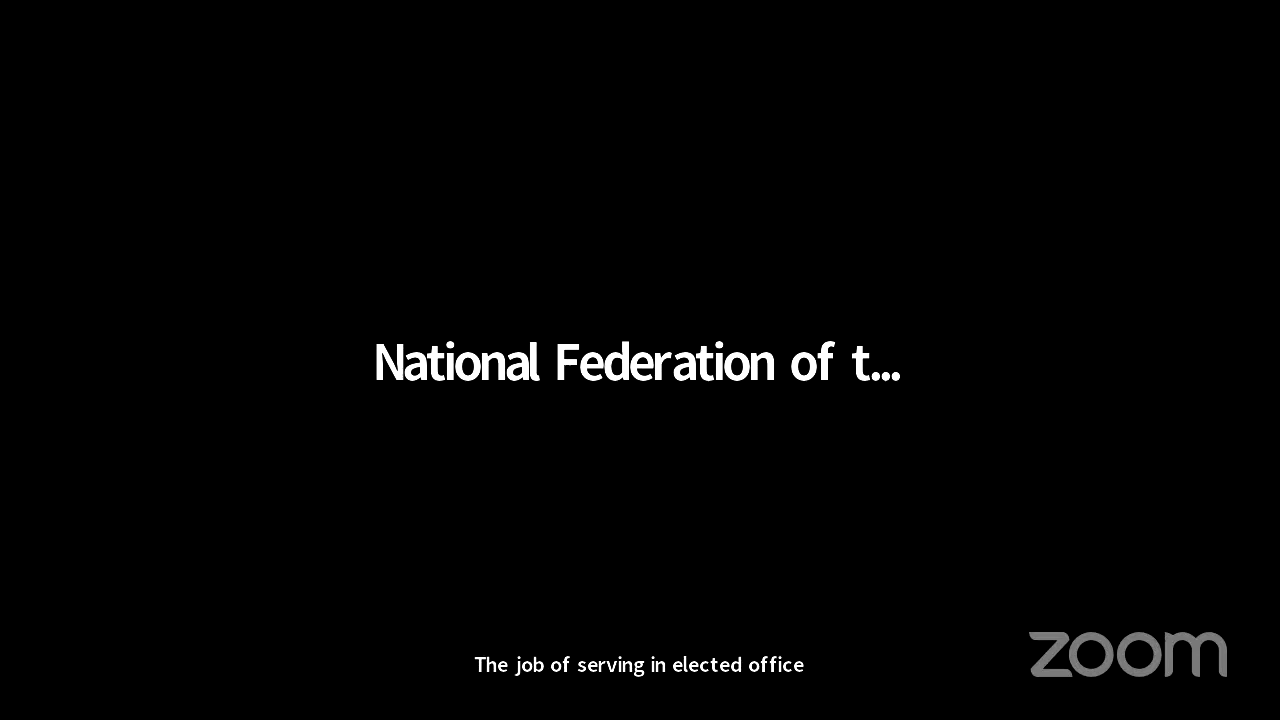 National Federation of t...
The job of serving in elected office
zoom